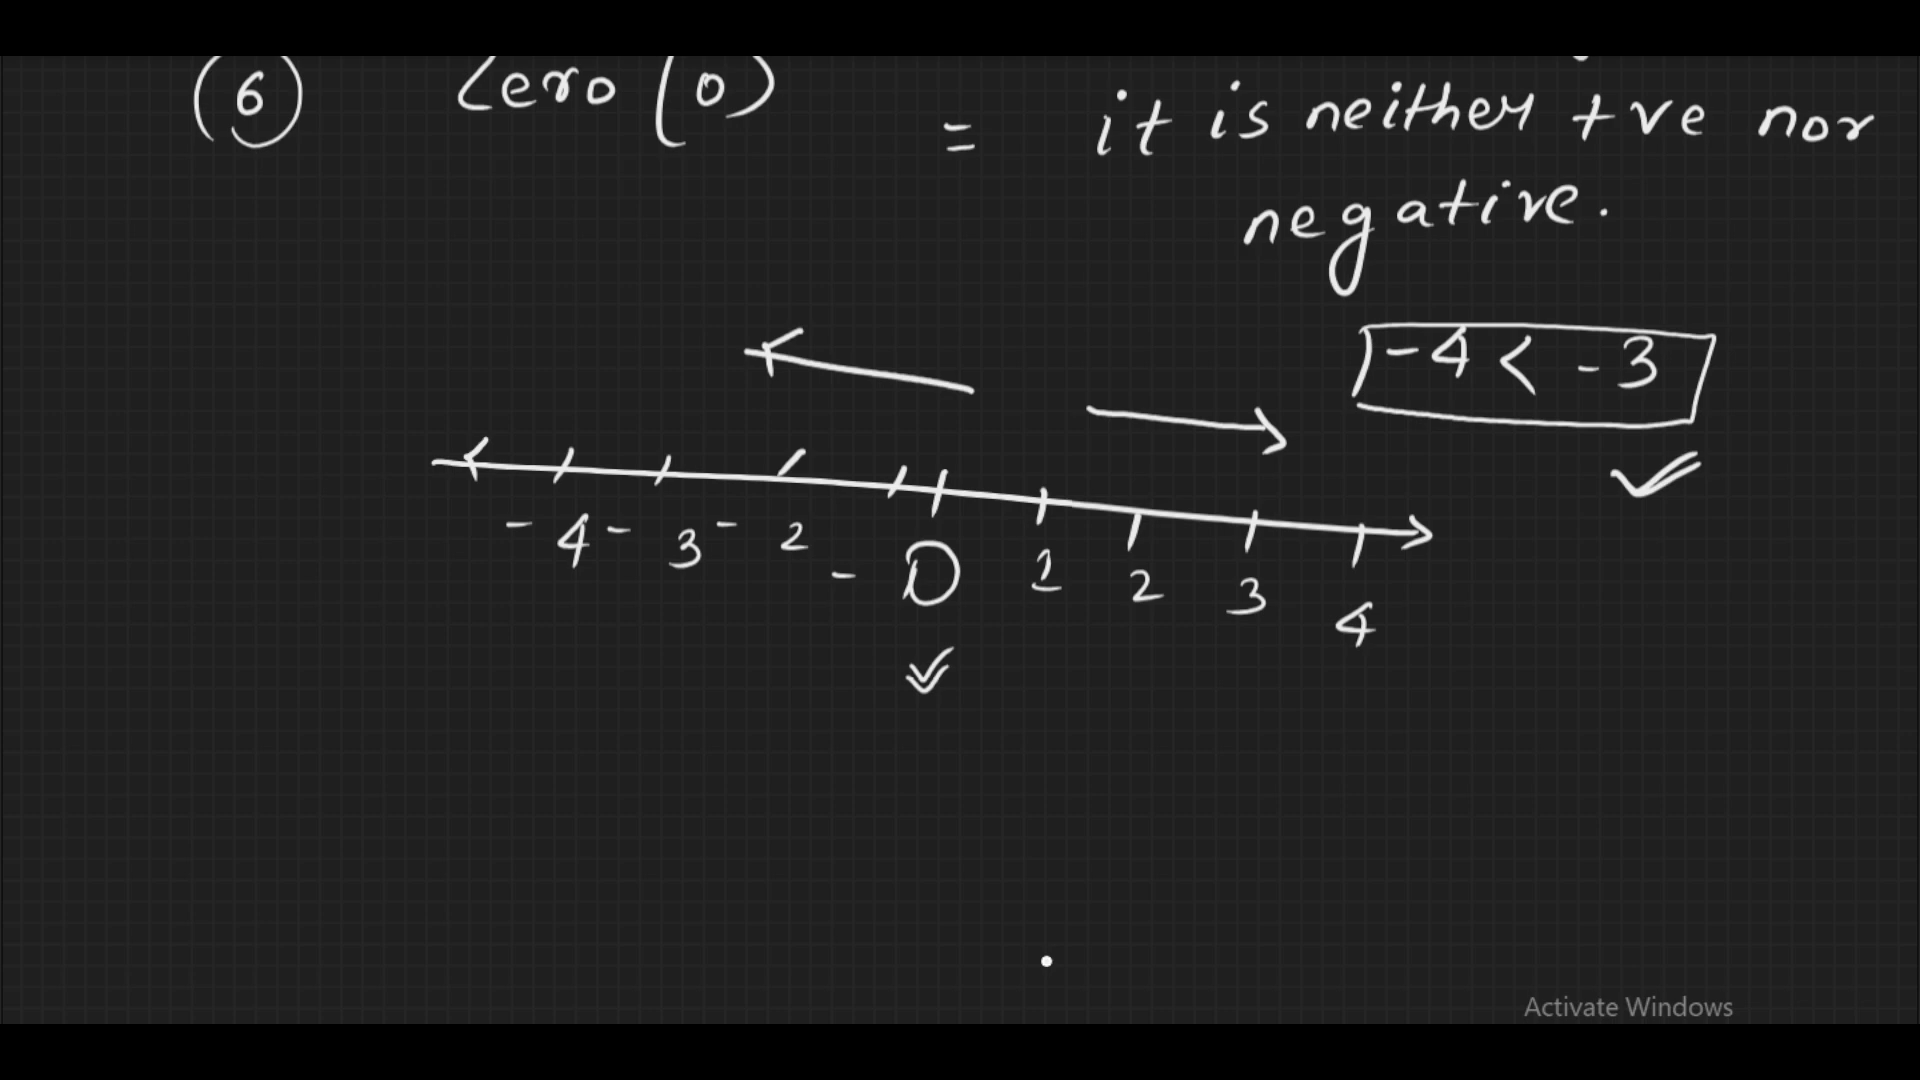 6 Zero (0) = it is neither +ve nor
negative.
-4 < -3
-4 -3 -2 - 0 1 2 3 4
Activate Windows